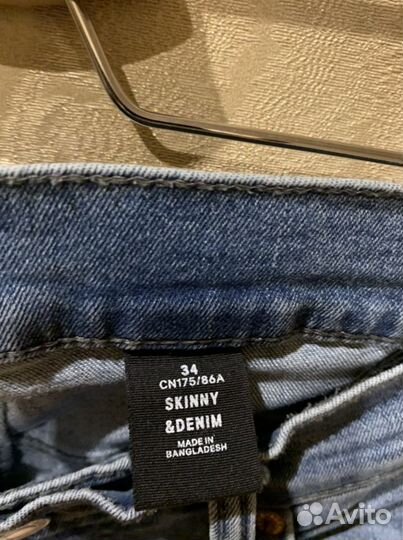 34
CN175/86A
SKINNY
&DENIM
MADE IN
BANGLADESH
Avito